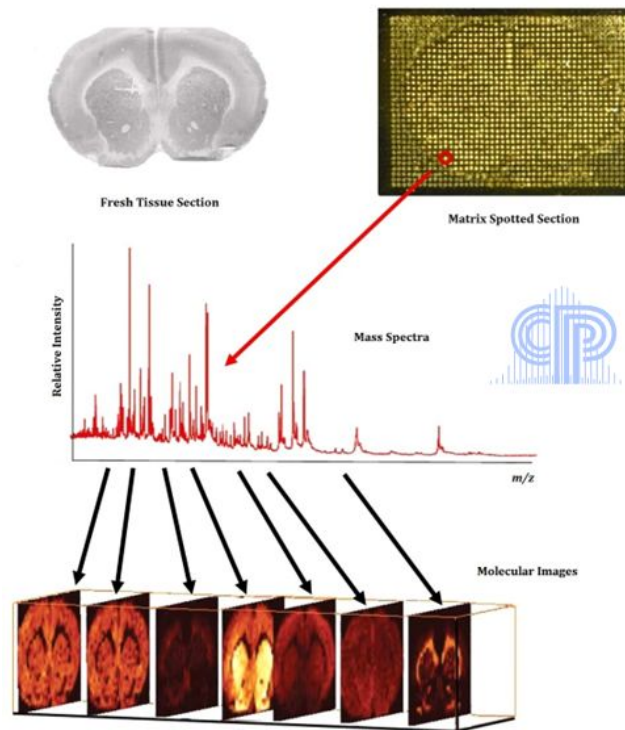 Fresh Tissue Section
Matrix Spotted Section
Relative Intensity
Mass Spectra
m/z
Molecular Images